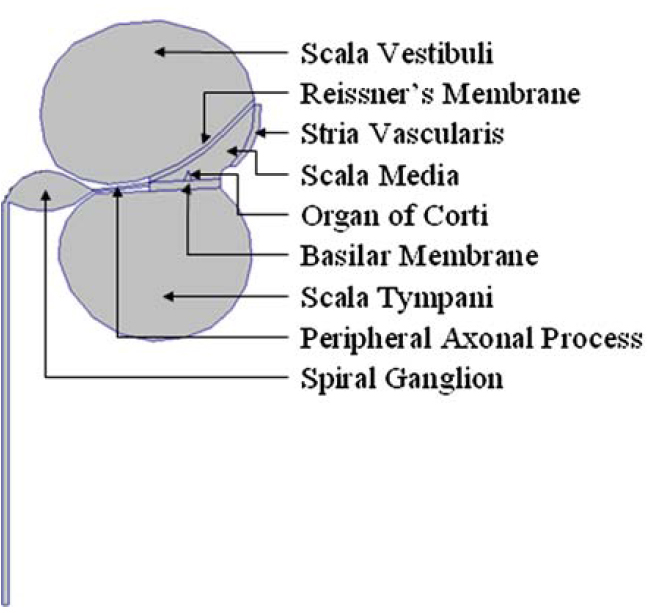 Scala Vestibuli
Reissner's Membrane
Stria Vascularis
Scala Media
Organ of Corti
Basilar Membrane
Scala Tympani
Peripheral Axonal Process
Spiral Ganglion